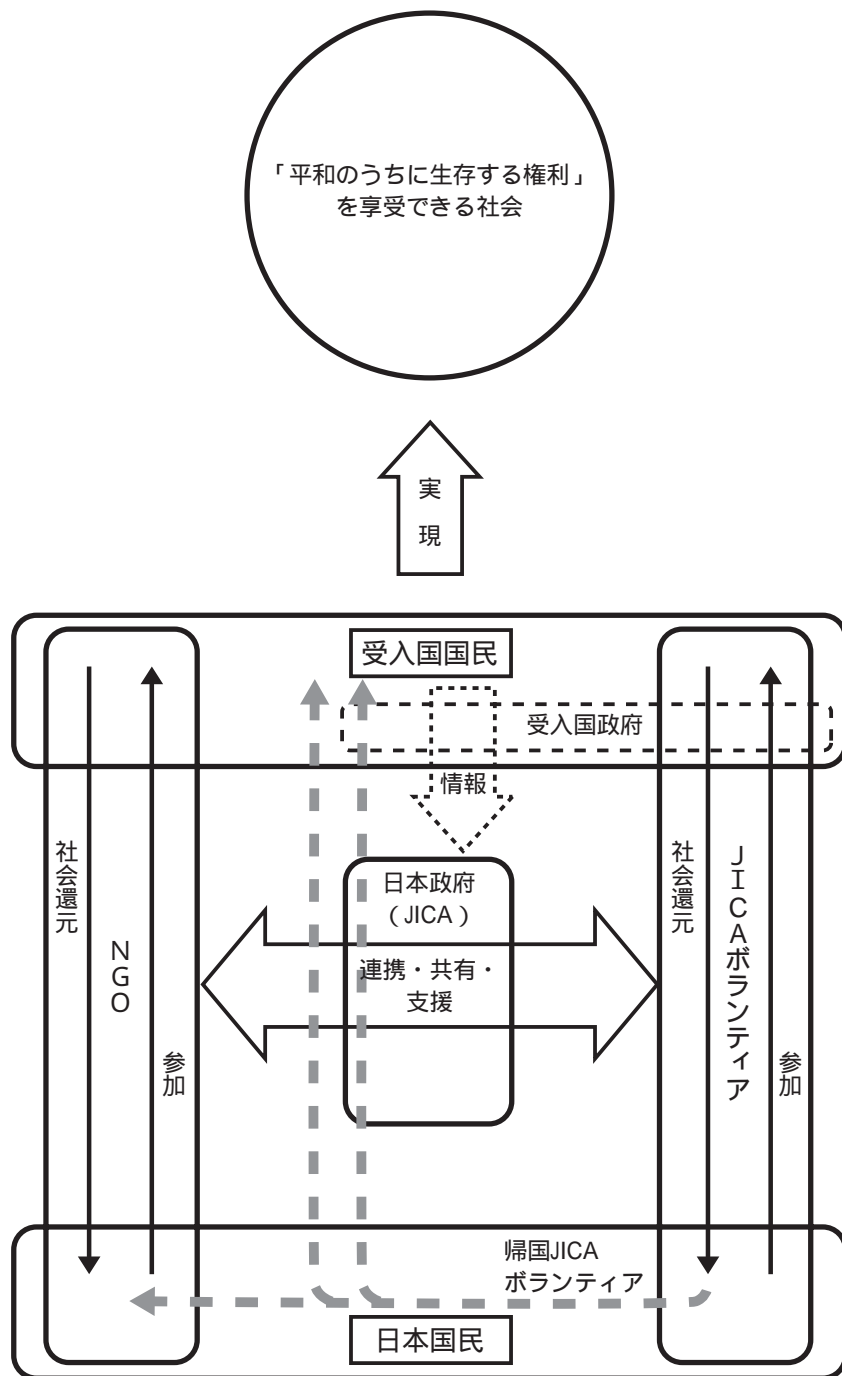 「平和のうちに生存する権利」
を享受できる社会
実
現
受入国国民
受入国政府
情報
社会還元
NGO
参加
日本政府
(JICA)
連携・共有・
支援
社会還元
JICAボランティア
参加
帰国JICA
ボランティア
日本国民